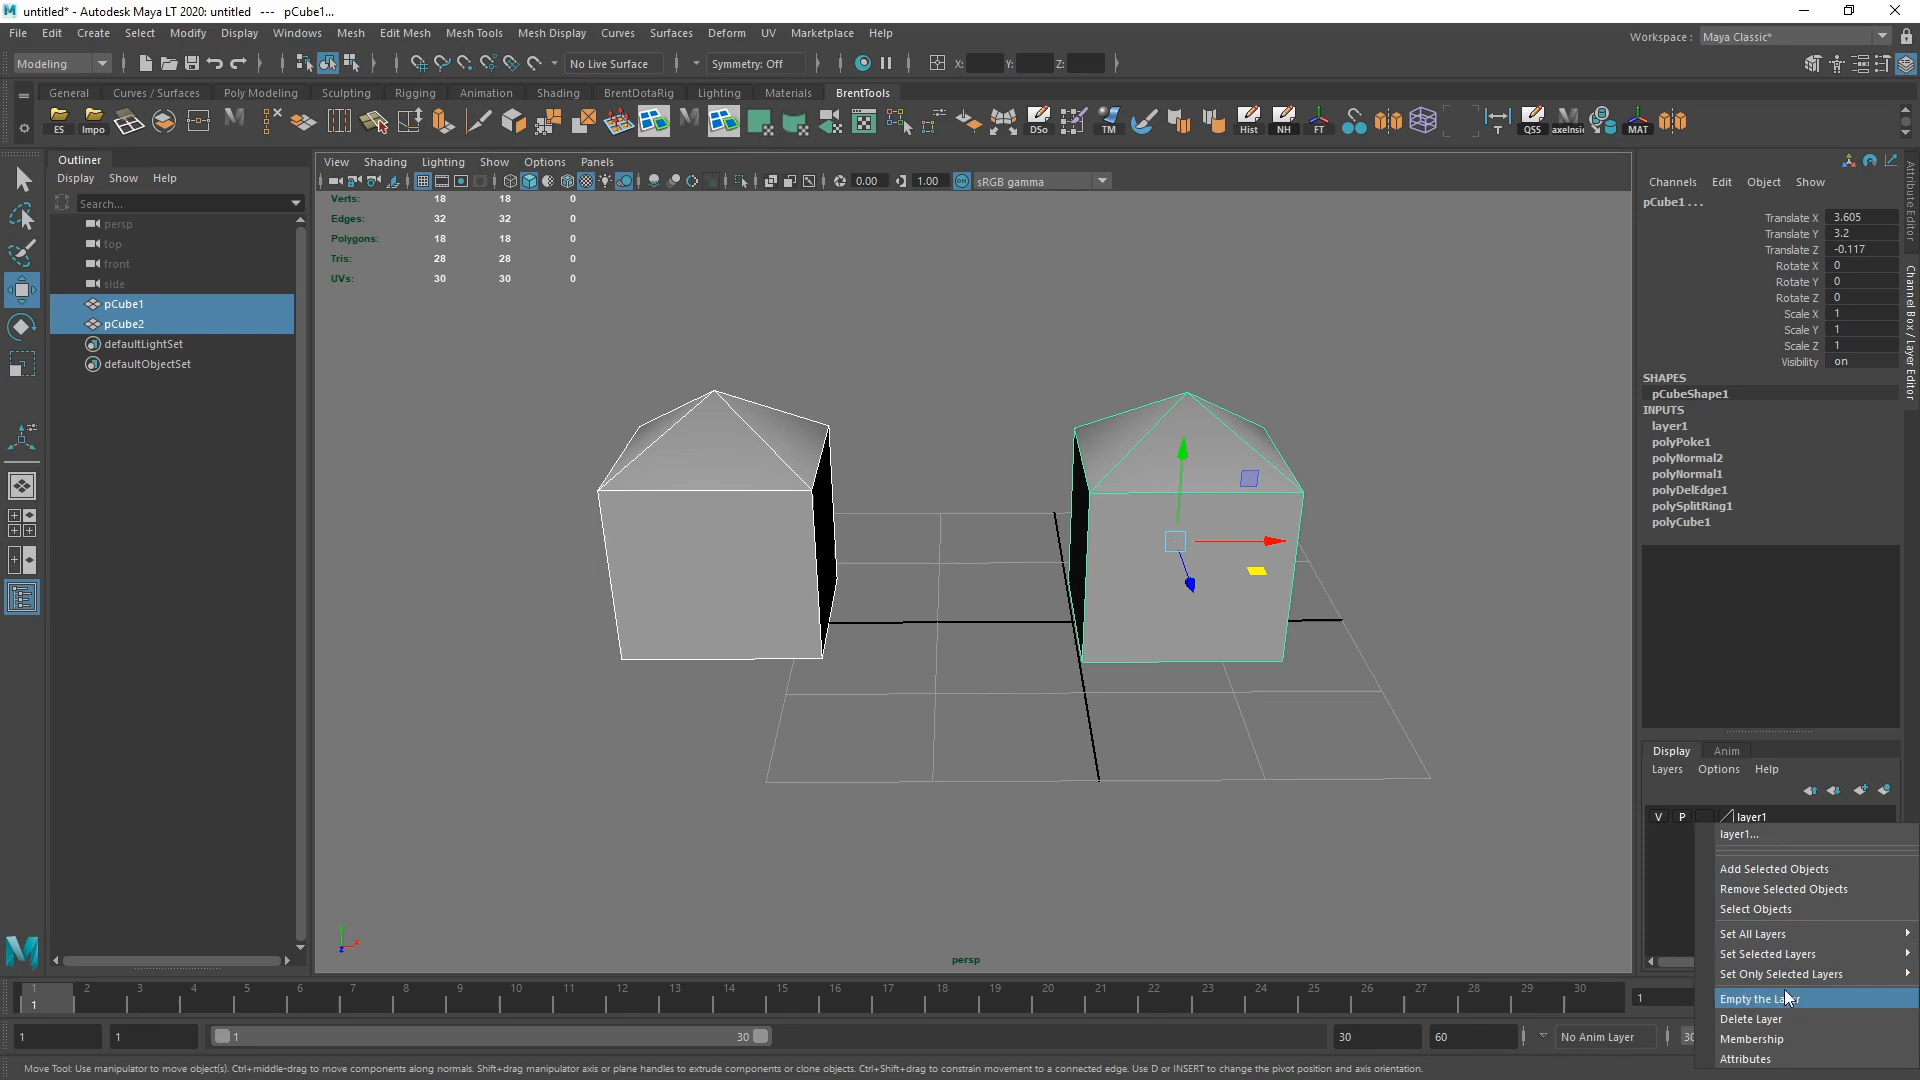 untitled* - Autodesk Maya LT 2020: untitled --- pCube1...
File Edit Create Select Modify Display Windows Mesh Edit Mesh Mesh Tools Mesh Display Curves Surfaces Deform UV Marketplace Help
Workspace : Maya Classic*
Modeling No Live Surface Symmetry: Off X: Y: Z:
General Curves / Surfaces Poly Modeling Sculpting Rigging Animation Shading BrentDotaRig Lighting Materials BrentTools
ES Impo DSo TM Hist NH FT T QSS axeInsi MAT
Outliner
Display Show Help
Search...
persp
top
front
side
pCube1
pCube2
defaultLightSet
defaultObjectSet
View Shading Lighting Show Options Panels
0.00 1.00 ON sRGB gamma
Verts: 18 18 0
Edges: 32 32 0
Polygons: 18 18 0
Tris: 28 28 0
UVs: 30 30 0
persp
Channels Edit Object Show
pCube1 ...
Translate X 3.605
Translate Y 3.2
Translate Z -0.117
Rotate X 0
Rotate Y 0
Rotate Z 0
Scale X 1
Scale Y 1
Scale Z 1
Visibility on
SHAPES
pCubeShape1
INPUTS
layer1
polyPoke1
polyNormal2
polyNormal1
polyDelEdge1
polySplitRing1
polyCube1
Attribute Editor
Channel Box / Layer Editor
Display Anim
Layers Options Help
V P layer1
layer1...
Add Selected Objects
Remove Selected Objects
Select Objects
Set All Layers
Set Selected Layers
Set Only Selected Layers
Empty the Layer
Delete Layer
Membership
Attributes
1 2 3 4 5 6 7 8 9 10 11 12 13 14 15 16 17 18 19 20 21 22 23 24 25 26 27 28 29 30
1 1
1 1 1 30 30 60 No Anim Layer
Move Tool: Use manipulator to move object(s). Ctrl+middle-drag to move components along normals. Shift+drag manipulator axis or plane handles to extrude components or clone objects. Ctrl+Shift+drag to constrain movement to a connected edge. Use D or INSERT to change the pivot position and axis orientation.